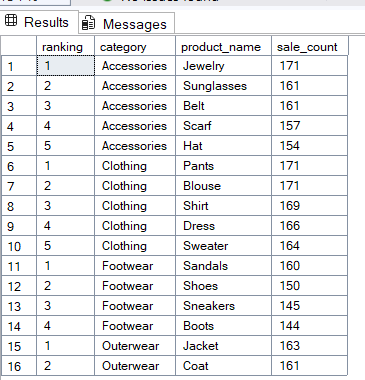 Results Messages
ranking category product_name sale_count
1 1 Accessories Jewelry 171
2 2 Accessories Sunglasses 161
3 3 Accessories Belt 161
4 4 Accessories Scarf 157
5 5 Accessories Hat 154
6 1 Clothing Pants 171
7 2 Clothing Blouse 171
8 3 Clothing Shirt 169
9 4 Clothing Dress 166
10 5 Clothing Sweater 164
11 1 Footwear Sandals 160
12 2 Footwear Shoes 150
13 3 Footwear Sneakers 145
14 4 Footwear Boots 144
15 1 Outerwear Jacket 163
16 2 Outerwear Coat 161